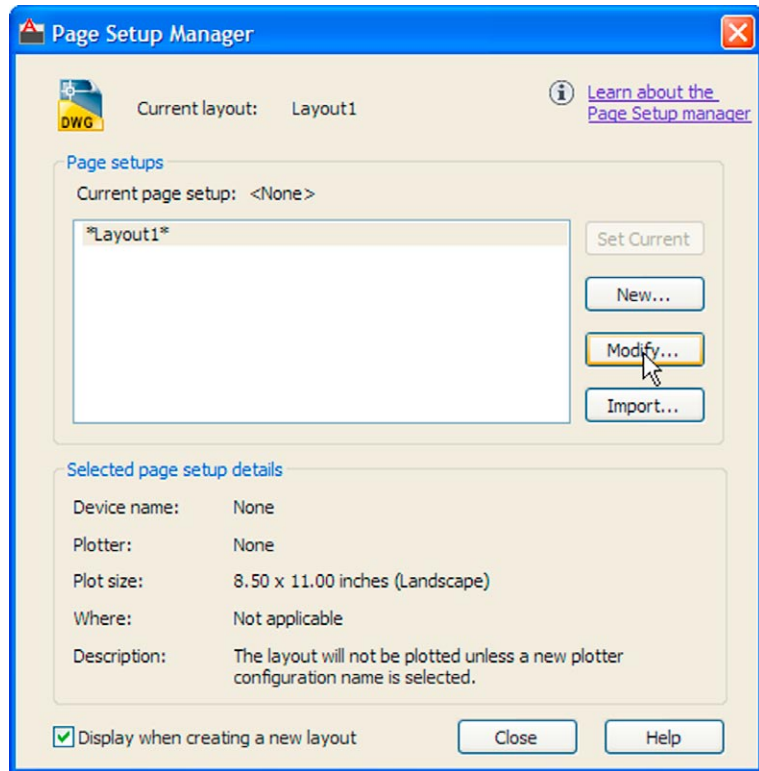 Page Setup Manager
DWG
Current layout: Layout1
Learn about the
Page Setup manager
Page setups
Current page setup: <None>
*Layout1*
Set Current
New...
Modify...
Import...
Selected page setup details
Device name: None
Plotter: None
Plot size: 8.50 x 11.00 inches (Landscape)
Where: Not applicable
Description: The layout will not be plotted unless a new plotter
configuration name is selected.
Display when creating a new layout
Close
Help